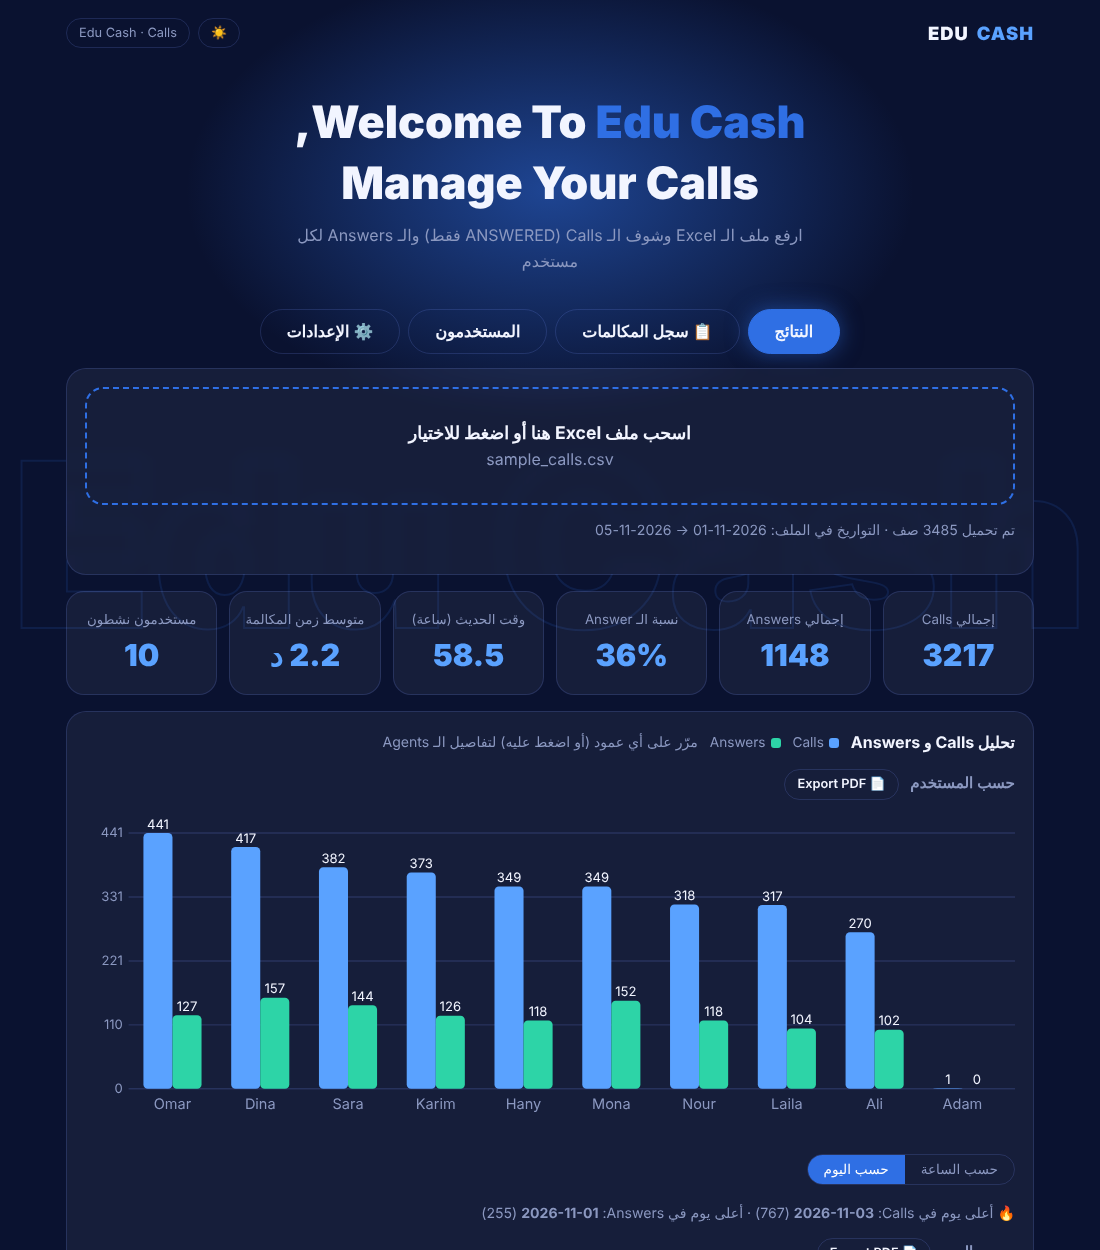 EDU CASH
☀️
Edu Cash · Calls
,Welcome To Edu Cash
Manage Your Calls
ارفع ملف الـ Excel وشوف الـ Calls (ANSWERED فقط) والـ Answers لكل
مستخدم
النتائج
📋 سجل المكالمات
المستخدمون
⚙️ الإعدادات
اسحب ملف Excel هنا أو اضغط للاختيار
sample_calls.csv
تم تحميل 3485 صف · التواريخ في الملف: 2026-11-01 → 2026-11-05
Edu Cash
إجمالي Calls
3217
إجمالي Answers
1148
نسبة الـ Answer
36%
وقت الحديث (ساعة)
58.5
متوسط زمن المكالمة
2.2 د
مستخدمون نشطون
10
تحليل Calls و Answers
Calls
Answers
مرّر على أي عمود (أو اضغط عليه) لتفاصيل الـ Agents
حسب المستخدم
📄 Export PDF
441
331
221
110
0
441 127
417 157
382 144
373 126
349 118
349 152
318 118
317 104
270 102
1 0
Omar Dina Sara Karim Hany Mona Nour Laila Ali Adam
حسب الساعة
حسب اليوم
🔥 أعلى يوم في Calls: 2026-11-03 (767) · أعلى يوم في Answers: 2026-11-01 (255)